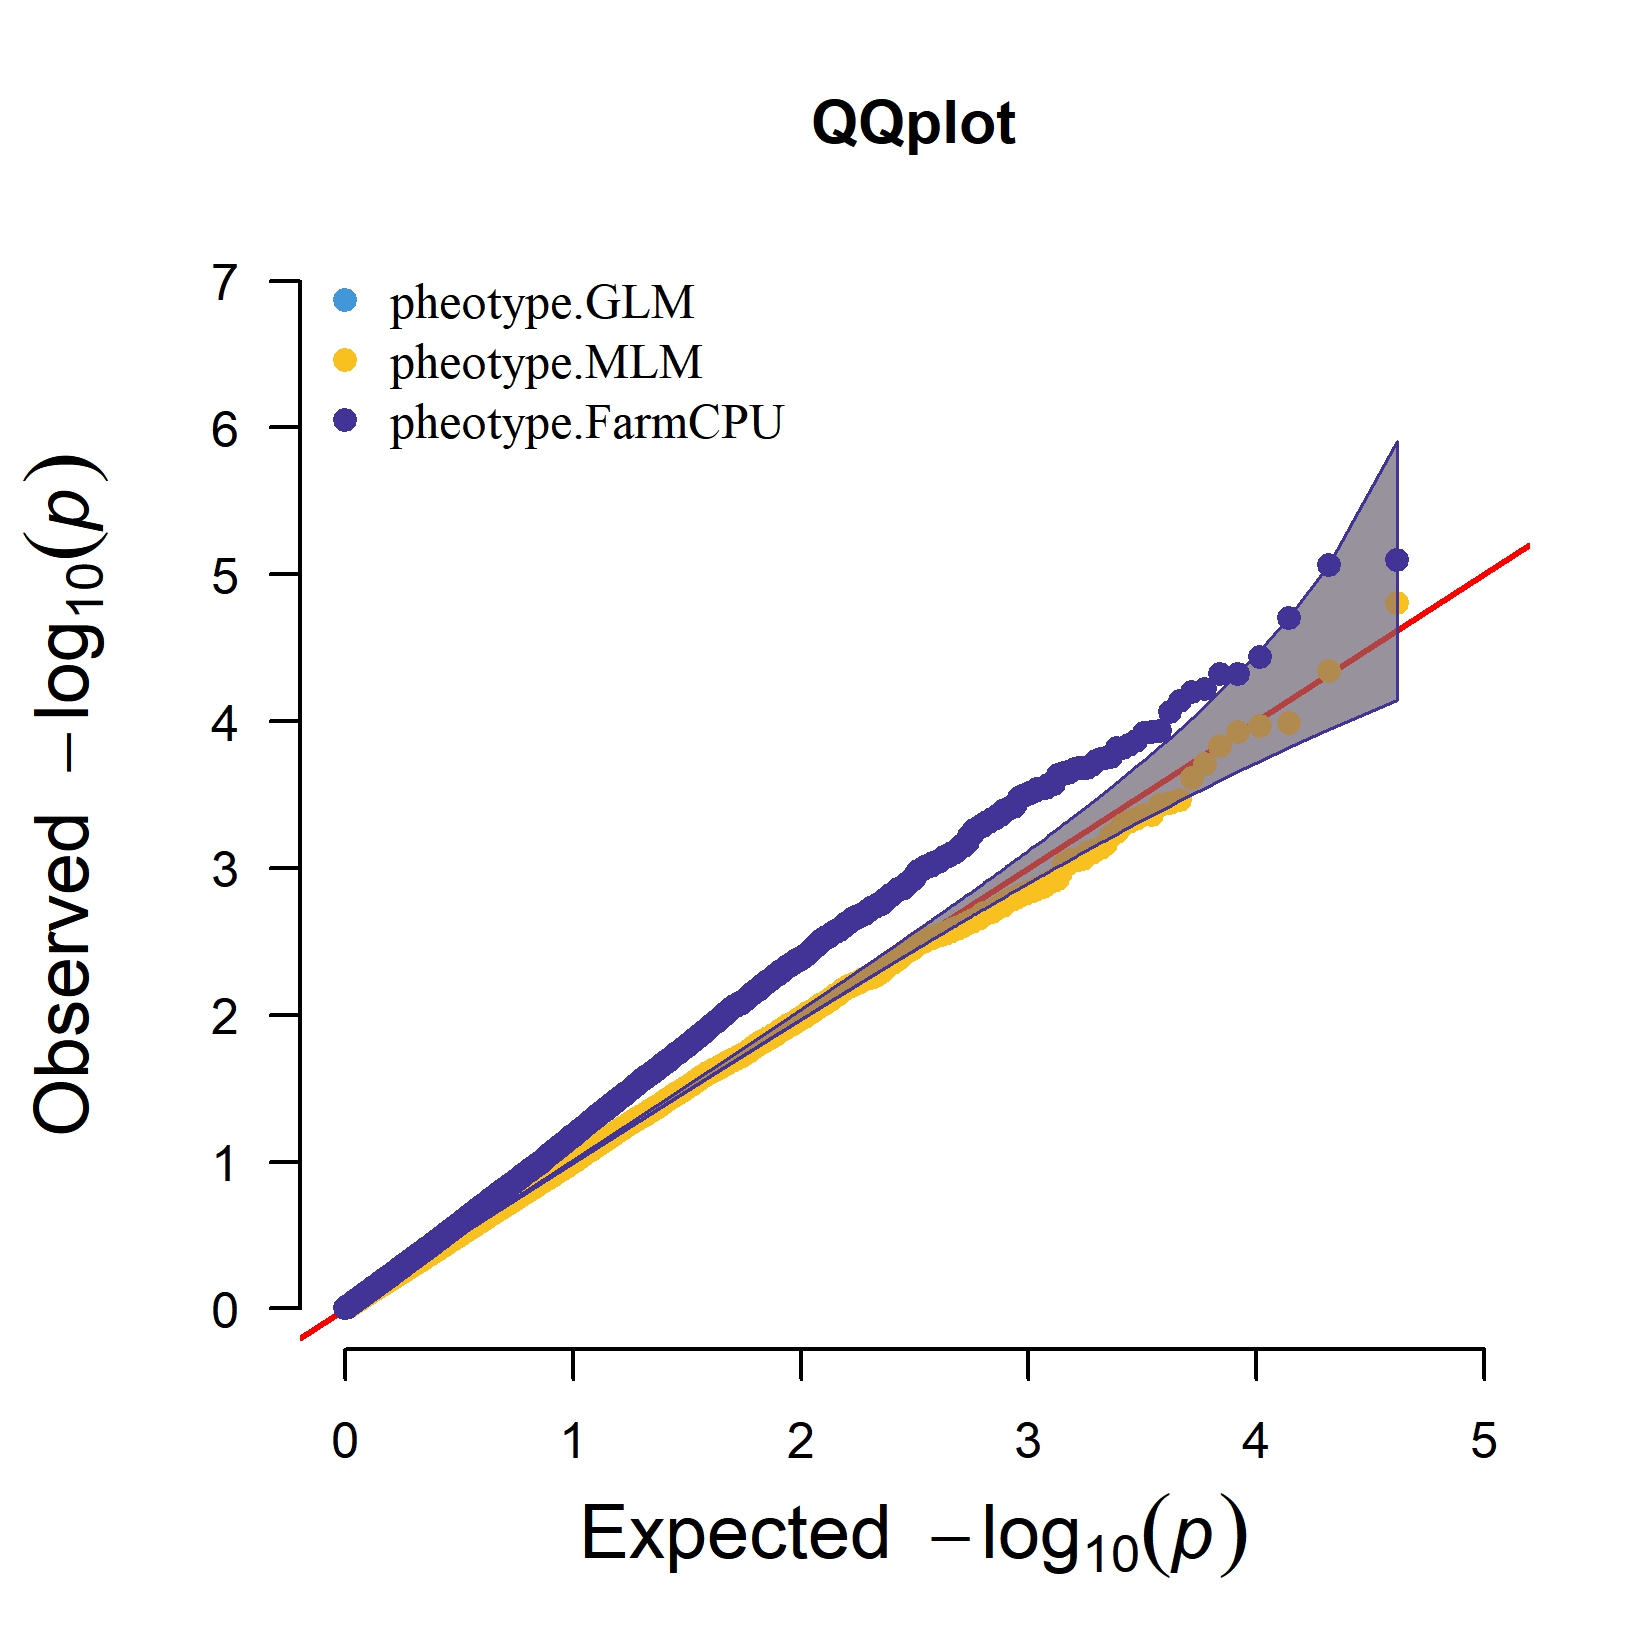 QQplot
7
6
5
4
3
2
1
0
pheotype.GLM
pheotype.MLM
pheotype.FarmCPU
Observed −log₁₀(p)
0 1 2 3 4 5
Expected −log₁₀(p)